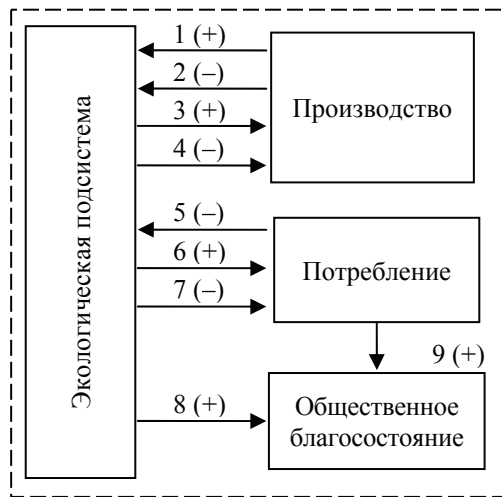 Экологическая подсистема
1 (+)
2 (–)
3 (+)
4 (–)
Производство
5 (–)
6 (+)
7 (–)
Потребление
9 (+)
8 (+)
Общественное
благосостояние